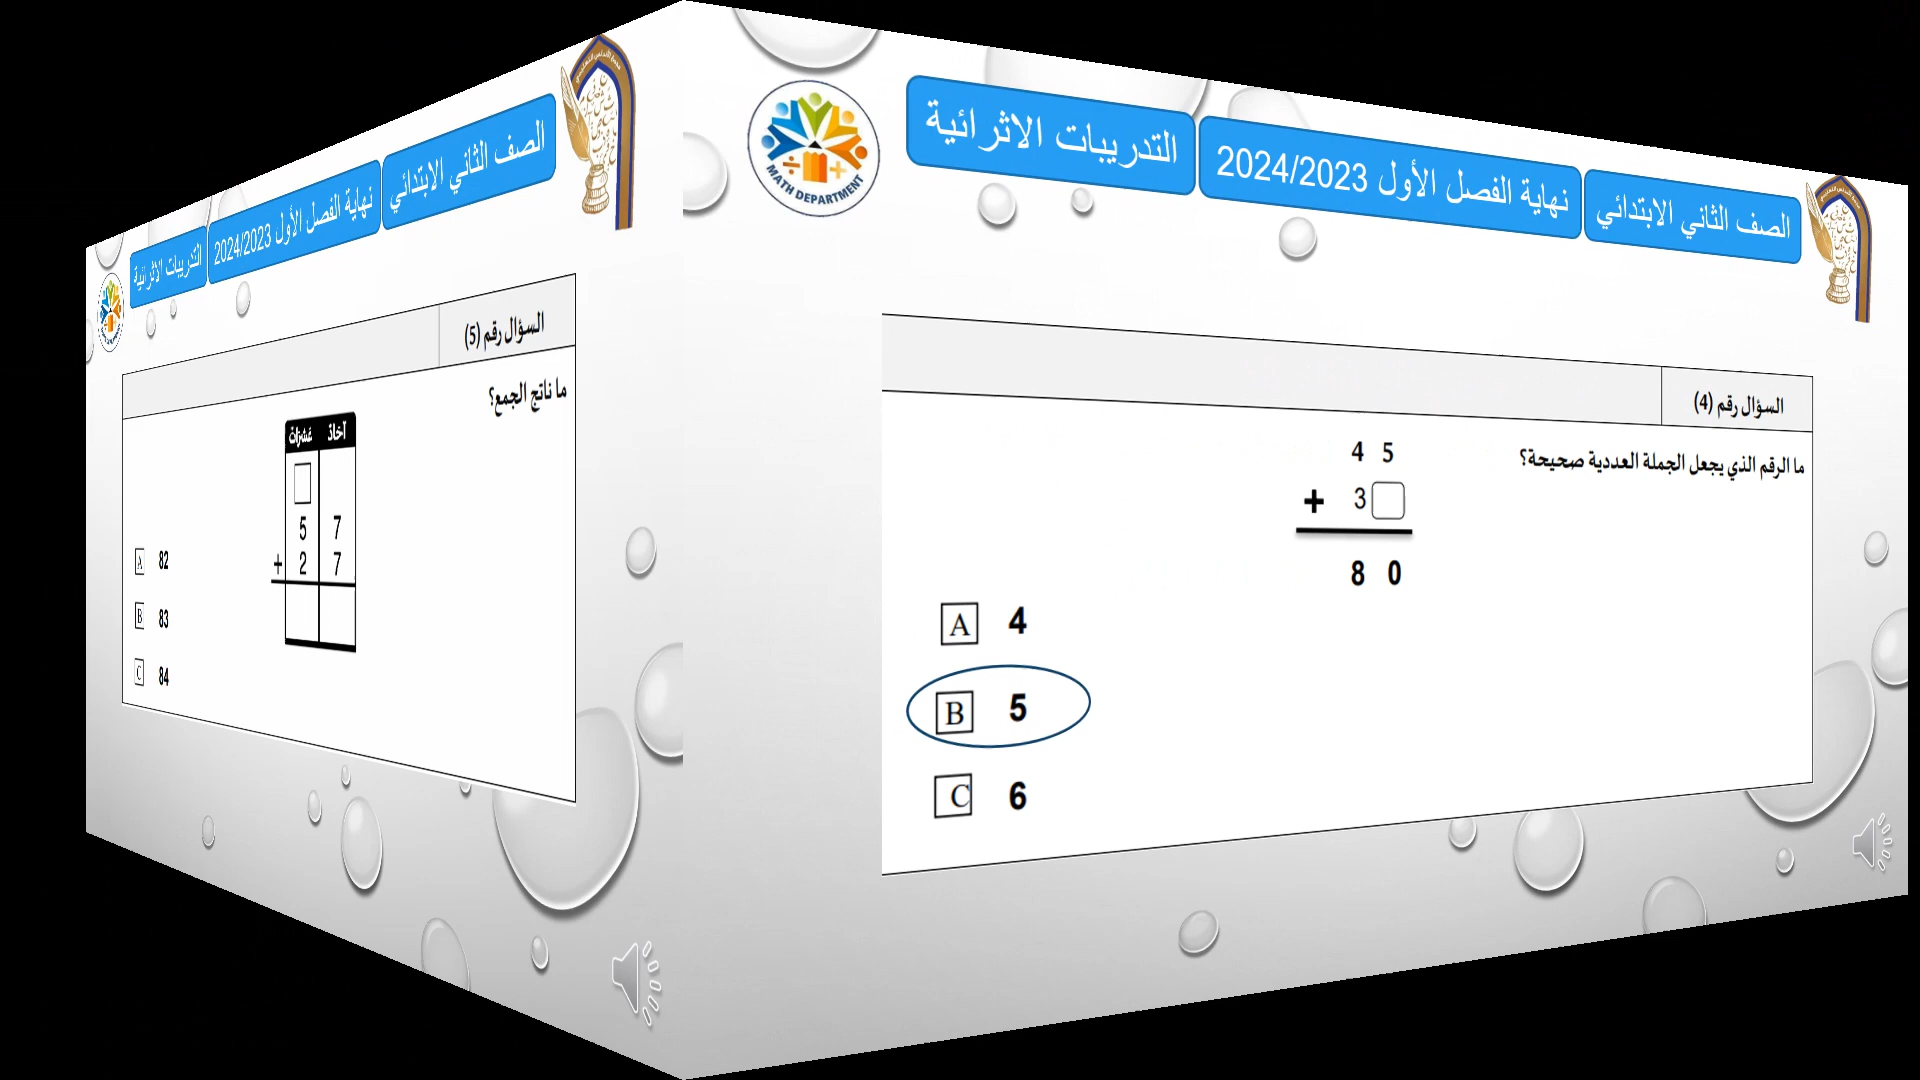 الصف الثاني الابتدائي
نهاية الفصل الأول 2024/2023
التدريبات الاثرائية
MATH DEPARTMENT
السؤال رقم (4)
ما الرقم الذي يجعل الجملة العددية صحيحة؟
4 5
+ 3
8 0
A 4
B 5
C 6
الصف الثاني الابتدائي
نهاية الفصل الأول 2024/2023
التدريبات الاثرائية
السؤال رقم (5)
ما ناتج الجمع؟
آحاد عشرات
5 7
+ 2 7
A 82
B 83
C 84